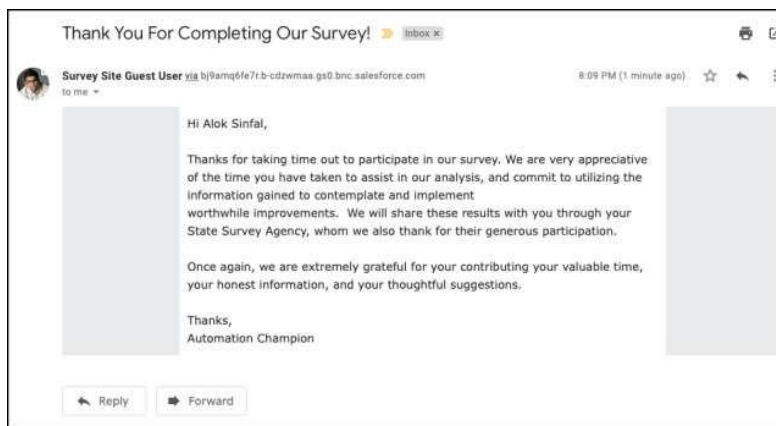 Thank You For Completing Our Survey! Inbox x
Survey Site Guest User via bj9amq6fe7r.b-cdzwmaa.gs0.bnc.salesforce.com 8:09 PM (1 minute ago)
to me
Hi Alok Sinfal,
Thanks for taking time out to participate in our survey. We are very appreciative
of the time you have taken to assist in our analysis, and commit to utilizing the
information gained to contemplate and implement
worthwhile improvements.  We will share these results with you through your
State Survey Agency, whom we also thank for their generous participation.
Once again, we are extremely grateful for your contributing your valuable time,
your honest information, and your thoughtful suggestions.
Thanks,
Automation Champion
Reply Forward